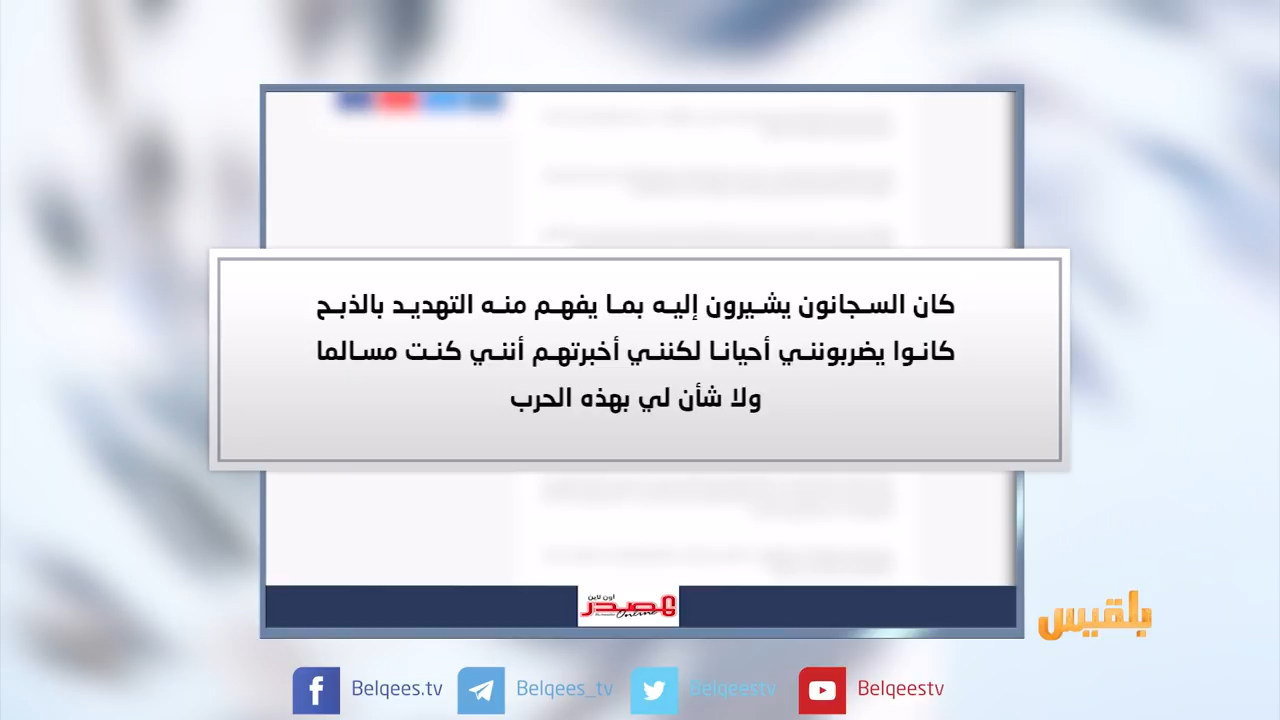 كان السجانون يشيرون إليه بما يفهم منه التهديد بالذبح
كانوا يضربونني أحيانا لكنني أخبرتهم أنني كنت مسالما
ولا شأن لي بهذه الحرب
اون لاين
المصدر
Online
بلقيس
Belqees.tv
Belqees_tv
Belqeestv
Belqeestv